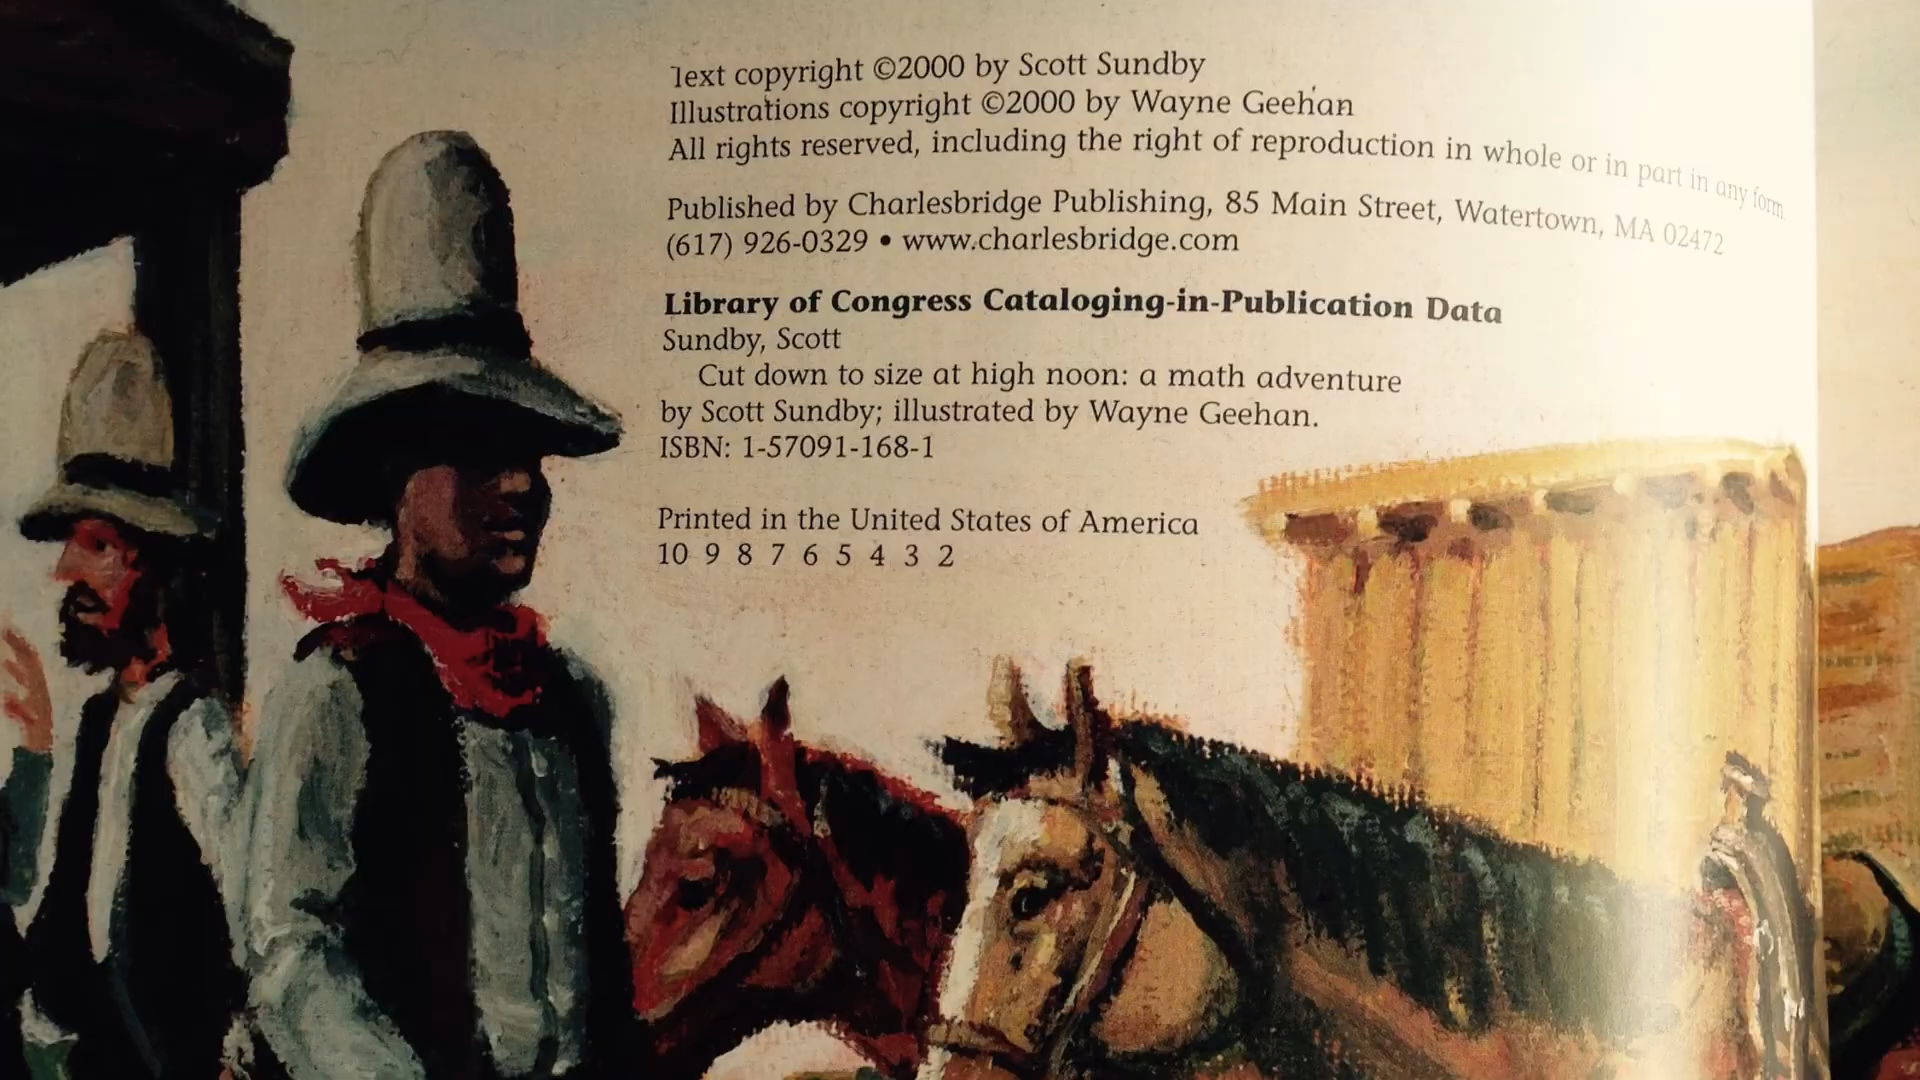 Text copyright ©2000 by Scott Sundby
Illustrations copyright ©2000 by Wayne Geehan
All rights reserved, including the right of reproduction in whole or in part in any form.
Published by Charlesbridge Publishing, 85 Main Street, Watertown, MA 02472
(617) 926-0329 • www.charlesbridge.com
Library of Congress Cataloging-in-Publication Data
Sundby, Scott
Cut down to size at high noon: a math adventure
by Scott Sundby; illustrated by Wayne Geehan.
ISBN: 1-57091-168-1
Printed in the United States of America
10 9 8 7 6 5 4 3 2